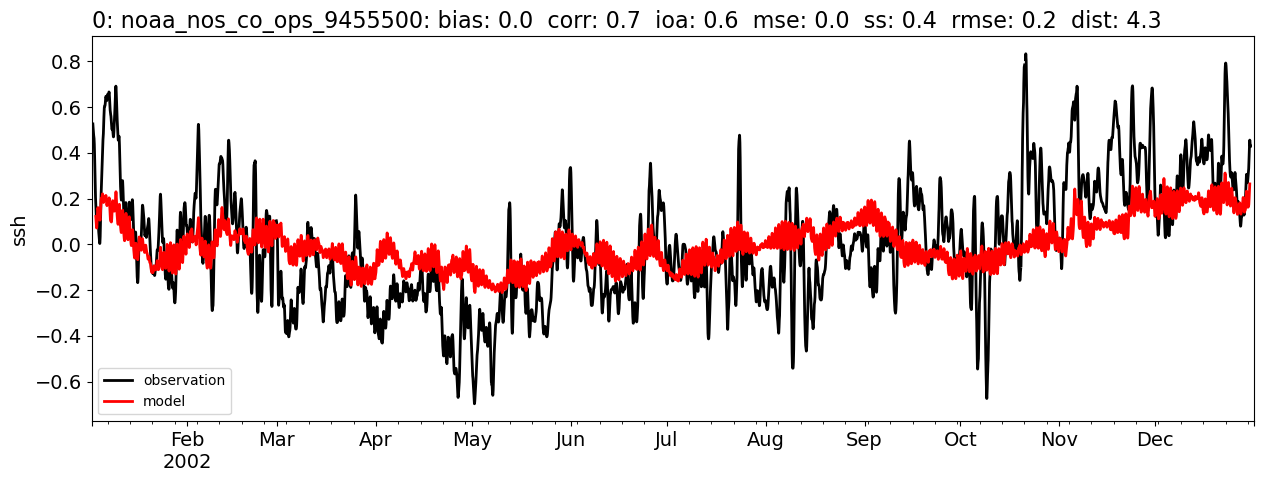 0: noaa_nos_co_ops_9455500: bias: 0.0  corr: 0.7  ioa: 0.6  mse: 0.0  ss: 0.4  rmse: 0.2  dist: 4.3
ssh
0.8
0.6
0.4
0.2
0.0
−0.2
−0.4
−0.6
observation
model
Feb Mar Apr May Jun Jul Aug Sep Oct Nov Dec
2002